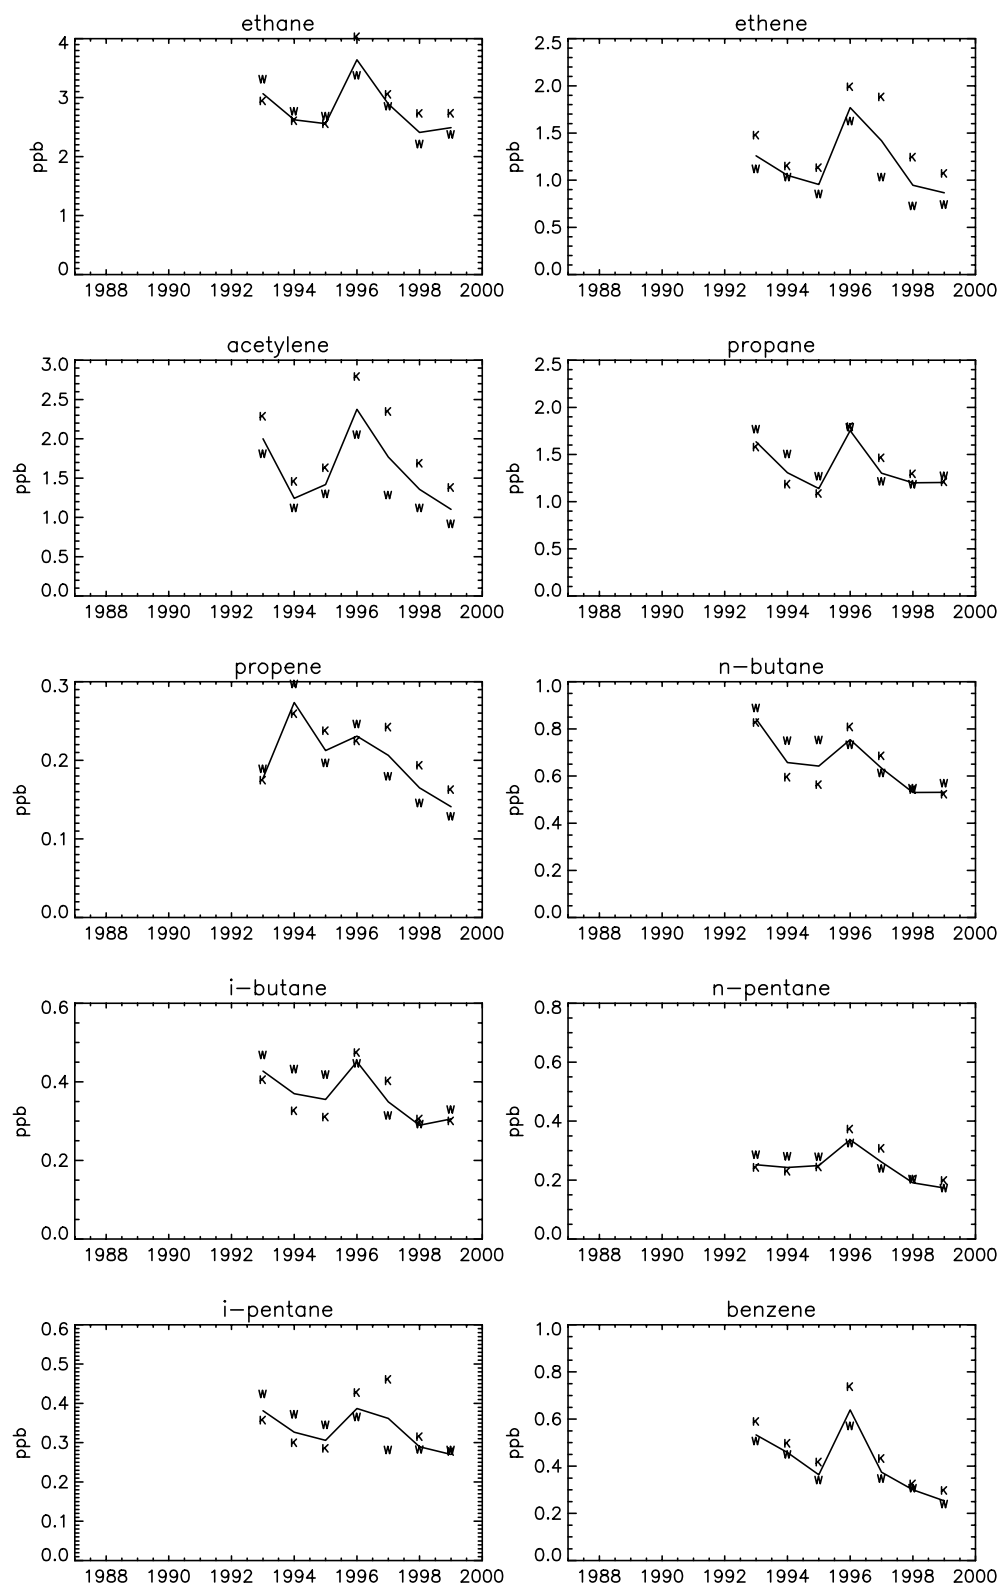 ethane
4
3
2
1
0
ppb
K
W K W K W K W K W K W K W
1988 1990 1992 1994 1996 1998 2000
ethene
2.5
2.0
1.5
1.0
0.5
0.0
ppb
K W K W K W K W K W K W K W
1988 1990 1992 1994 1996 1998 2000
acetylene
3.0
2.5
2.0
1.5
1.0
0.5
0.0
ppb
K W K W K W K W K W K W K W
1988 1990 1992 1994 1996 1998 2000
propane
2.5
2.0
1.5
1.0
0.5
0.0
ppb
W K W K W K W K K W K W W K
1988 1990 1992 1994 1996 1998 2000
propene
0.3
0.2
0.1
0.0
ppb
W K W K K W W K K W K W K W
1988 1990 1992 1994 1996 1998 2000
n-butane
1.0
0.8
0.6
0.4
0.2
0.0
ppb
W K W K W K K W K W W K W K
1988 1990 1992 1994 1996 1998 2000
i-butane
0.6
0.4
0.2
0.0
ppb
W K W K W K K W K W K W W K
1988 1990 1992 1994 1996 1998 2000
n-pentane
0.8
0.6
0.4
0.2
0.0
ppb
W K W K W K K W K W W K K W
1988 1990 1992 1994 1996 1998 2000
i-pentane
0.6
0.5
0.4
0.3
0.2
0.1
0.0
ppb
W K W K W K K W K W K W W K
1988 1990 1992 1994 1996 1998 2000
benzene
1.0
0.8
0.6
0.4
0.2
0.0
ppb
K W K W K W K W K W K W K W
1988 1990 1992 1994 1996 1998 2000